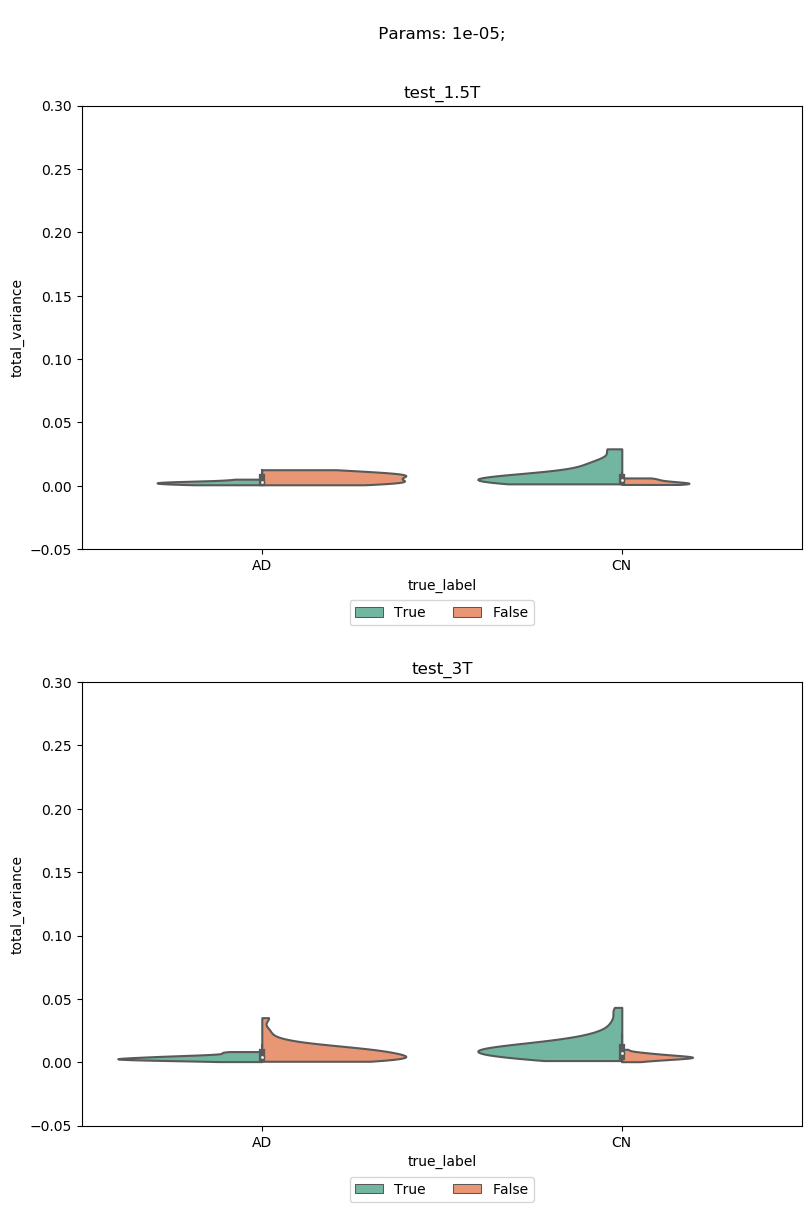 Params: 1e-05;
test_1.5T
0.30
0.25
0.20
0.15
0.10
0.05
0.00
−0.05
total_variance
AD CN
true_label
True False
test_3T
0.30
0.25
0.20
0.15
0.10
0.05
0.00
−0.05
total_variance
AD CN
true_label
True False